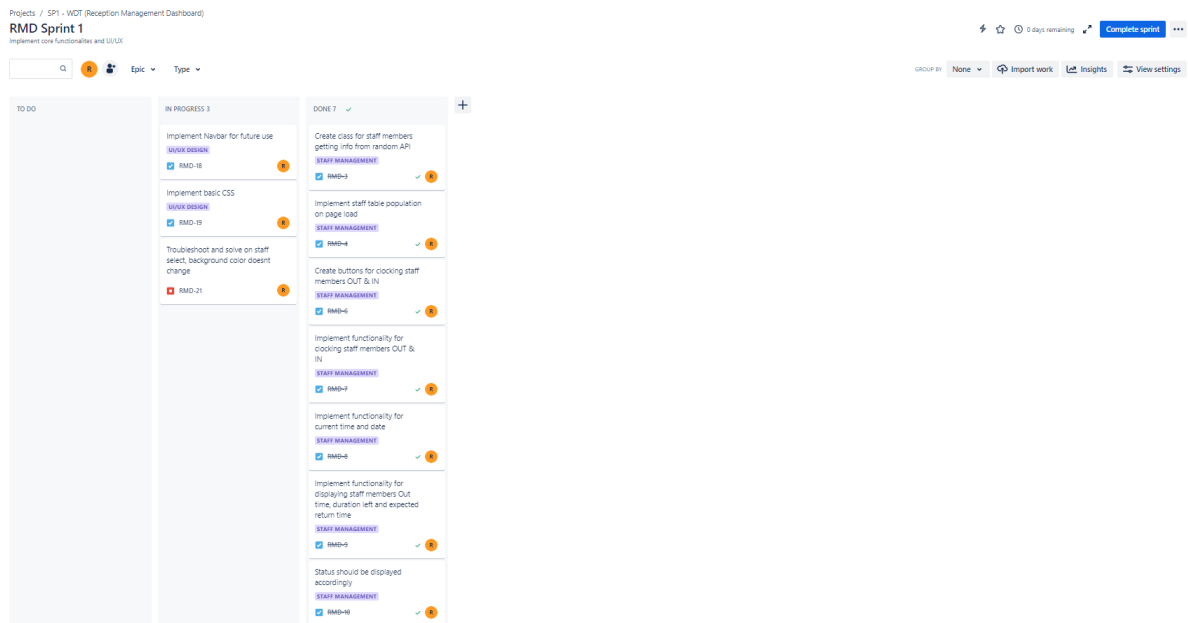 Projects / SP1 - WDT (Reception Management Dashboard)
RMD Sprint 1
Implement core functionalites and UI/UX
0 days remaining
Complete sprint
R
Epic
Type
GROUP BY
None
Import work
Insights
View settings
TO DO
IN PROGRESS 3
Implement Navbar for future use
UI/UX DESIGN
RMD-18
R
Implement basic CSS
UI/UX DESIGN
RMD-19
R
Troubleshoot and solve on staff
select, background color doesnt
change
RMD-21
R
DONE 7
Create class for staff members
getting info from random API
STAFF MANAGEMENT
RMD-3
R
Implement staff table population
on page load
STAFF MANAGEMENT
RMD-4
R
Create buttons for clocking staff
members OUT & IN
STAFF MANAGEMENT
RMD-6
R
Implement functionality for
clocking staff members OUT &
IN
STAFF MANAGEMENT
RMD-7
R
Implement functionality for
current time and date
STAFF MANAGEMENT
RMD-8
R
Implement functionality for
displaying staff members Out
time, duration left and expected
return time
STAFF MANAGEMENT
RMD-9
R
Status should be displayed
accordingly
STAFF MANAGEMENT
RMD-10
R